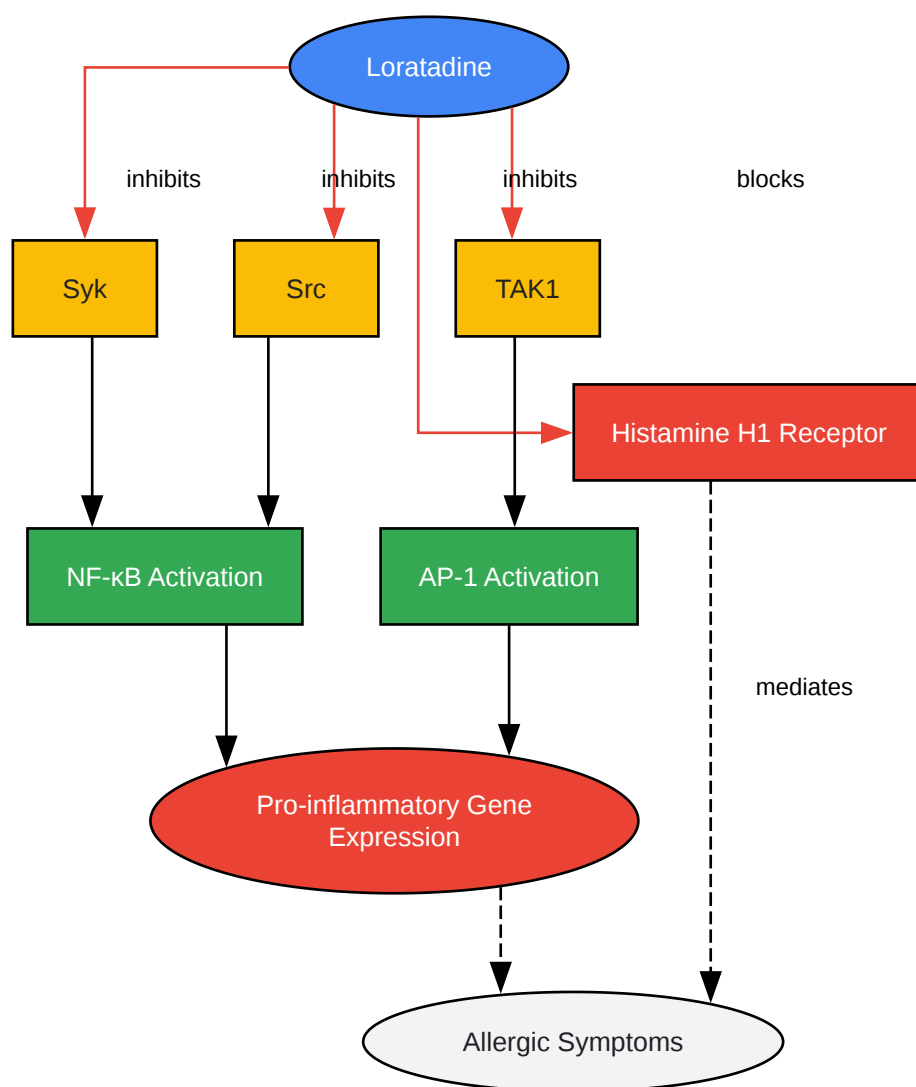 Loratadine
inhibits
inhibits
inhibits
blocks
Syk
Src
TAK1
Histamine H1 Receptor
NF-κB Activation
AP-1 Activation
mediates
Pro-inflammatory Gene
Expression
Allergic Symptoms